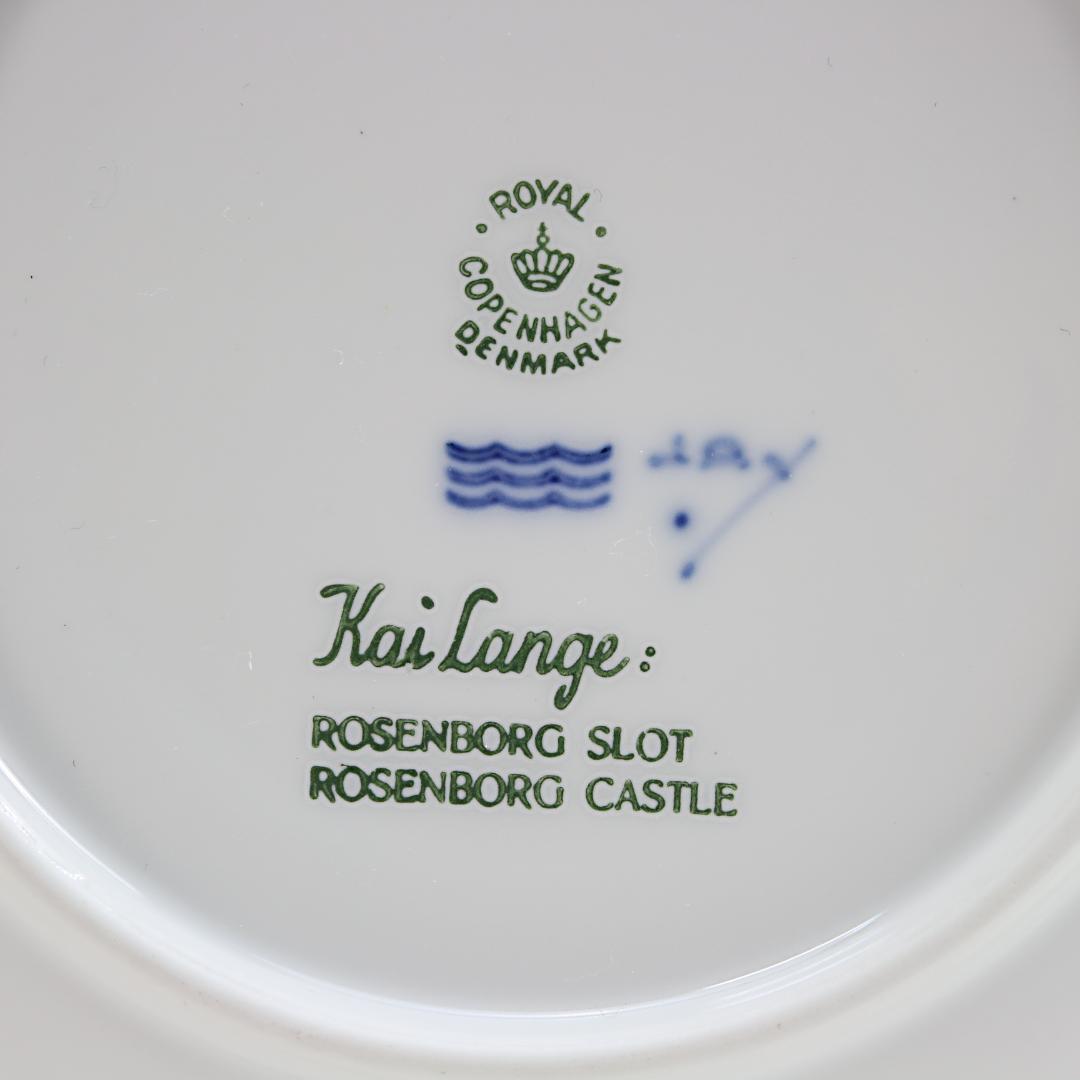 · ROYAL ·
COPENHAGEN
DENMARK
Kai Lange:
ROSENBORG SLOT
ROSENBORG CASTLE